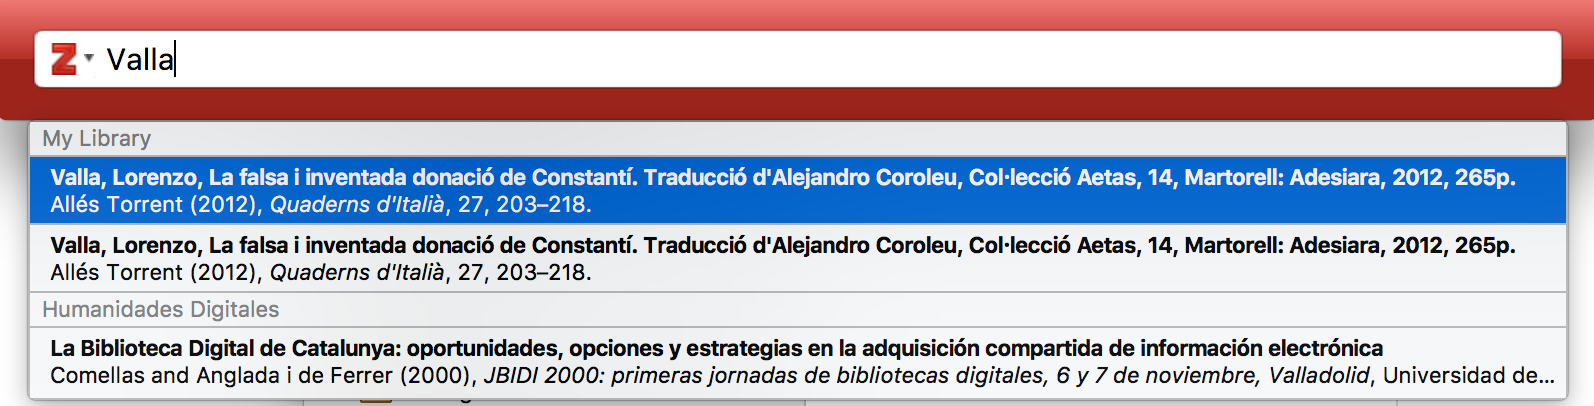 Z Valla
My Library
Valla, Lorenzo, La falsa i inventada donació de Constantí. Traducció d'Alejandro Coroleu, Col·lecció Aetas, 14, Martorell: Adesiara, 2012, 265p.
Allés Torrent (2012), Quaderns d'Italià, 27, 203–218.
Valla, Lorenzo, La falsa i inventada donació de Constantí. Traducció d'Alejandro Coroleu, Col·lecció Aetas, 14, Martorell: Adesiara, 2012, 265p.
Allés Torrent (2012), Quaderns d'Italià, 27, 203–218.
Humanidades Digitales
La Biblioteca Digital de Catalunya: oportunidades, opciones y estrategias en la adquisición compartida de información electrónica
Comellas and Anglada i de Ferrer (2000), JBIDI 2000: primeras jornadas de bibliotecas digitales, 6 y 7 de noviembre, Valladolid, Universidad de...